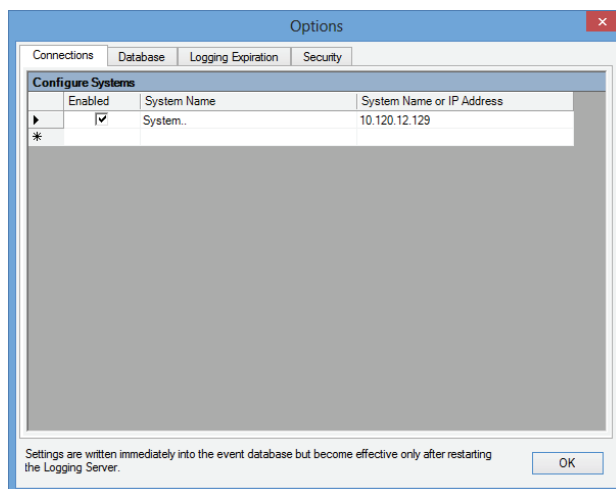 Options
Connections Database Logging Expiration Security
Configure Systems
Enabled System Name System Name or IP Address
System.. 10.120.12.129
Settings are written immediately into the event database but become effective only after restarting
the Logging Server.
OK